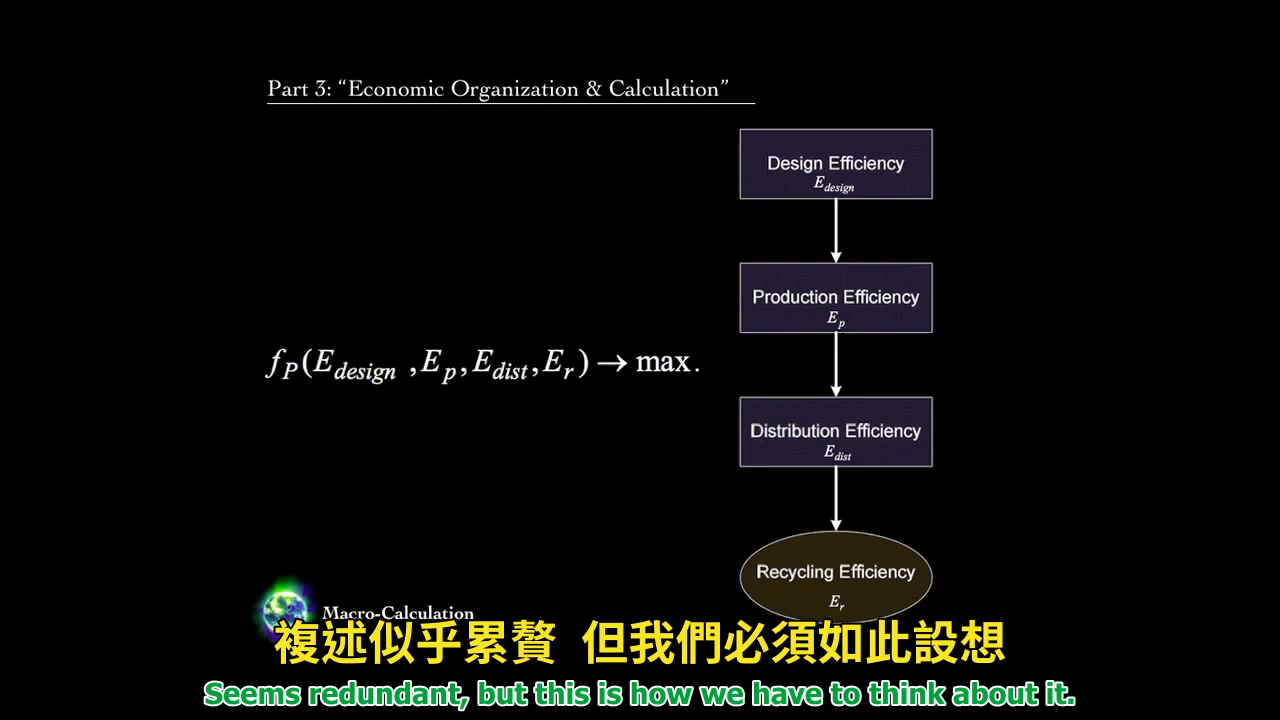 Part 3: “Economic Organization & Calculation”
Design Efficiency
E_design
Production Efficiency
E_p
f_P(E_design ,E_p,E_dist,E_r) → max.
Distribution Efficiency
E_dist
Recycling Efficiency
E_r
Macro-Calculation
複述似乎累贅 但我們必須如此設想
Seems redundant, but this is how we have to think about it.